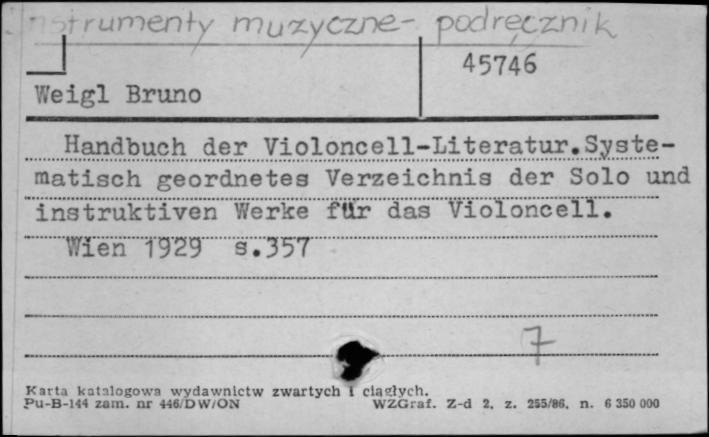 Instrumenty muzyczne - podręcznik
45746
Weigl Bruno
Handbuch der Violoncell-Literatur.Syste-
matisch geordnetes Verzeichnis der Solo und
instruktiven Werke für das Violoncell.
Wien 1929 s.357
7
Karta katalogowa wydawnictw zwartych i ciągłych.
Pu-B-144 zam. nr 446/DW/ON WZGraf. Z-d 2, z. 255/86, n. 6 350 000